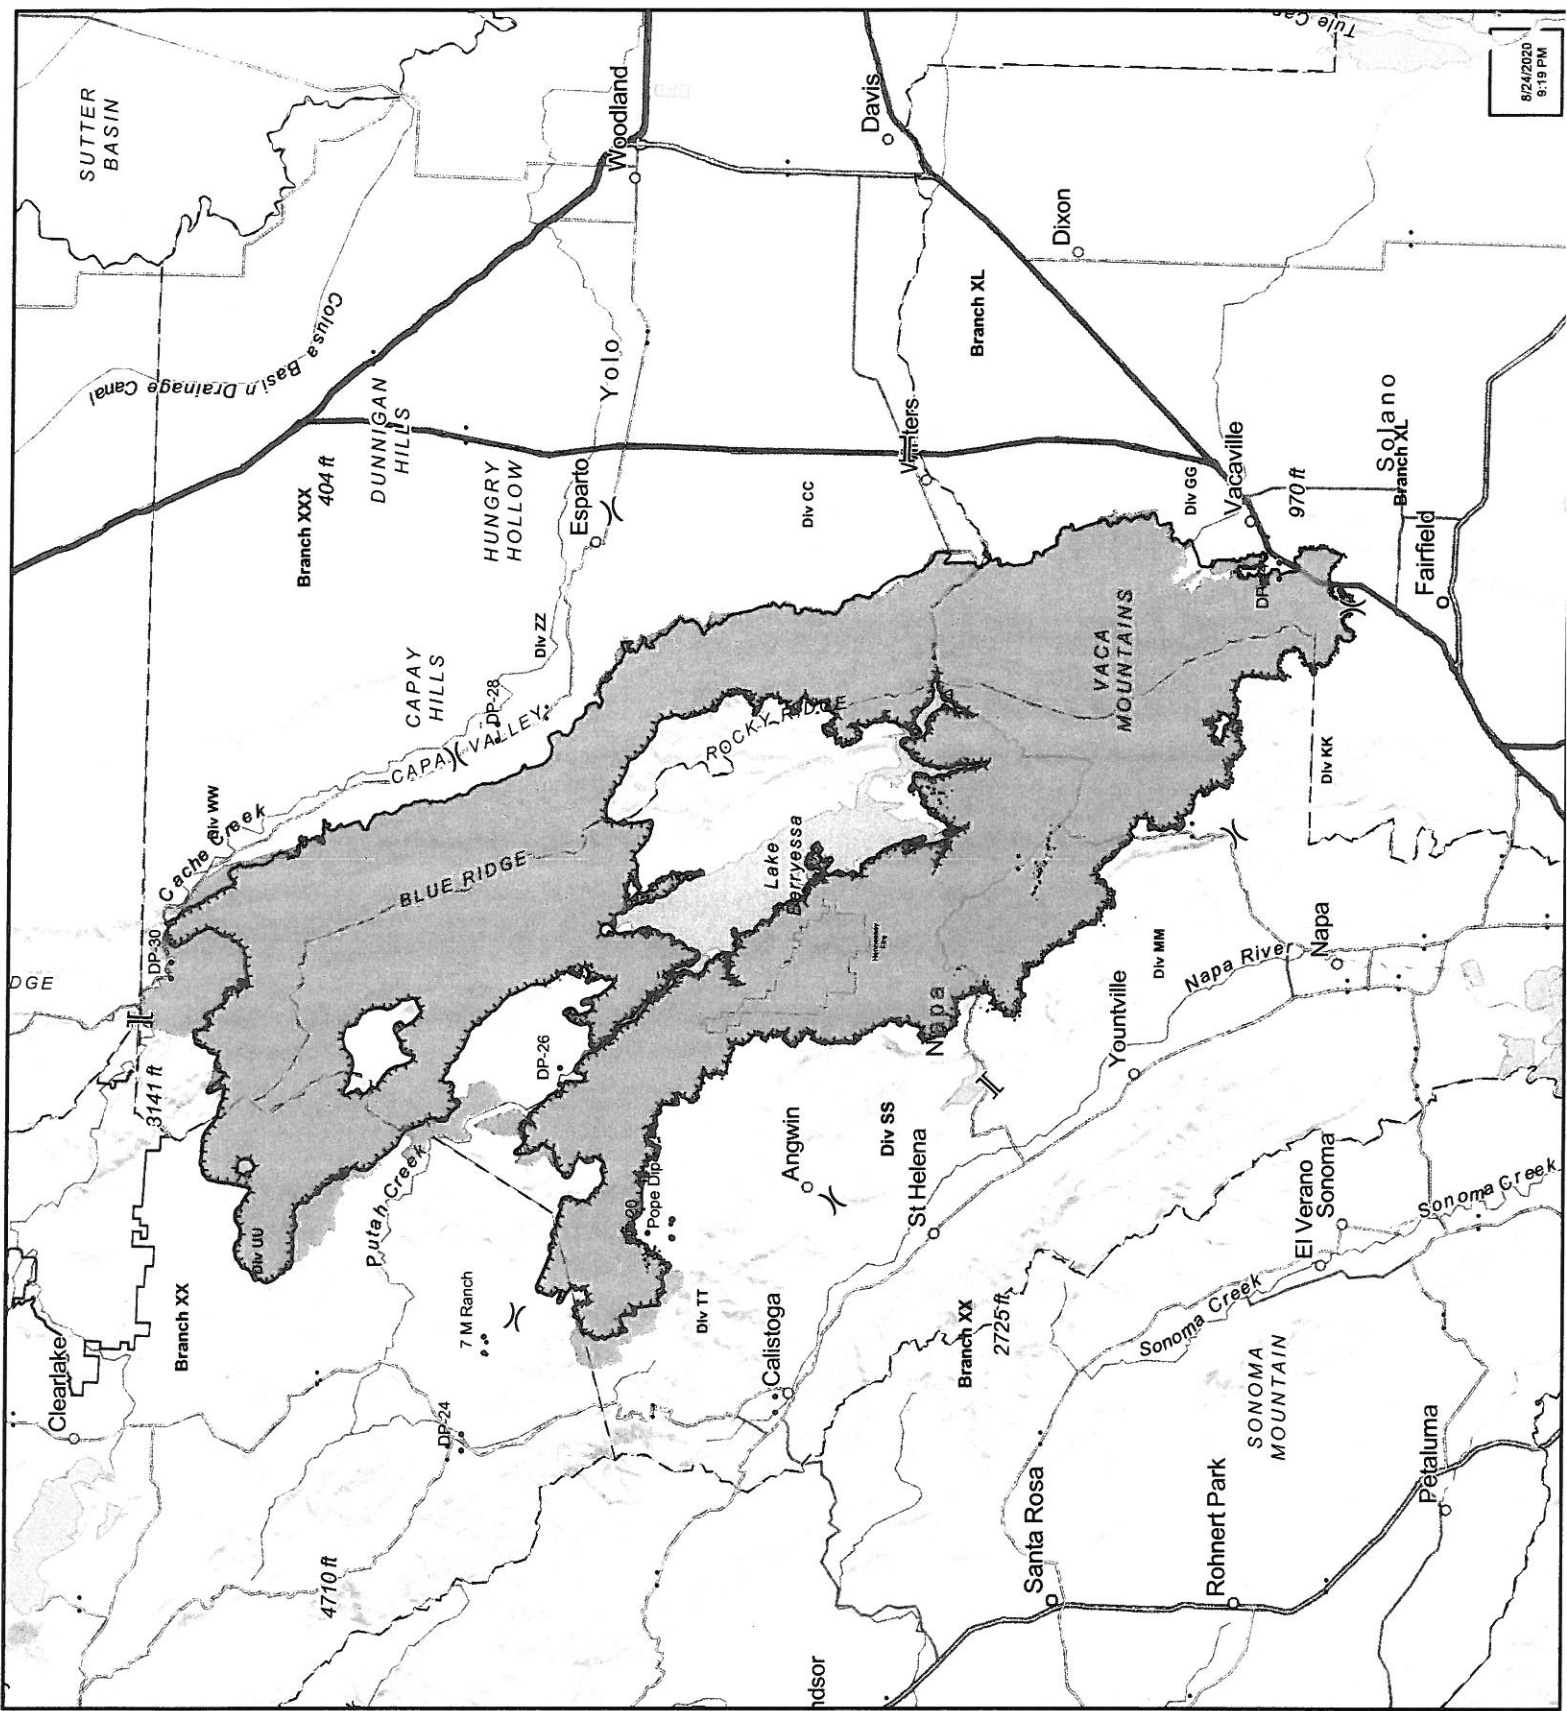 8/24/2020
9:19 PM
SUTTER
BASIN
Woodland
Davis
Dixon
Colusa Basin Drainage Canal
Yolo
Branch XL
Solano
Branch XL
DUNNIGAN
HILLS
404 ft
Branch XXX
HUNGRY
HOLLOW
Esparto
Div CC
Div GG
Vacaville
970 ft
Fairfield
CAPAY
HILLS
Div ZZ
DP-28
VALLEY
ROCKY RIDGE
VACA
MOUNTAINS
Div KK
Cache Creek
Div WW
BLUE RIDGE
Lake
Berryessa
DP-30
DGE
3141 ft
DP-26
Napa
Div MM
Napa River
Napa
Yountville
Angwin
Div SS
St Helena
Putah Creek
Div UU
Pope Dip
Branch XX
7 M Ranch
Div TT
Calistoga
Clearlake
DP-24
4710 ft
Branch XX
2725 ft
El Verano
Sonoma
Sonoma Creek
Sonoma Creek
SONOMA
MOUNTAIN
Santa Rosa
Rohnert Park
Petaluma
ndsor